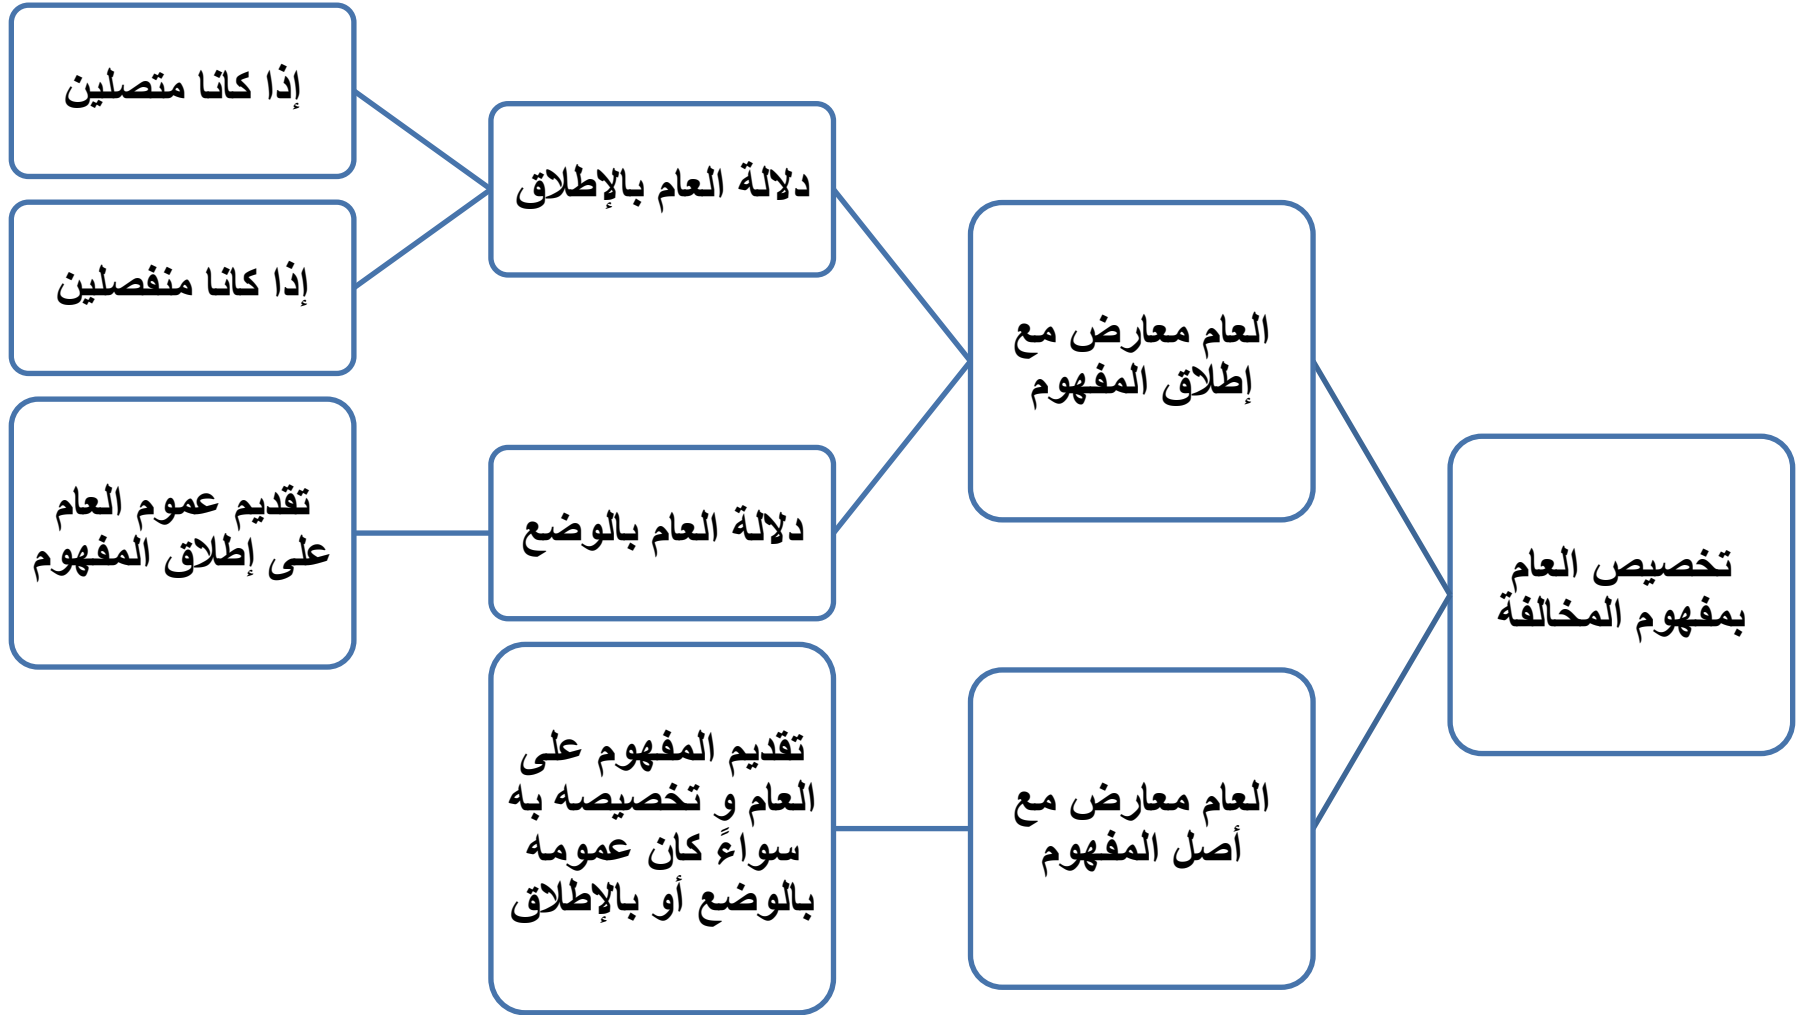 تخصيص العام
بمفهوم المخالفة
العام معارض مع
إطلاق المفهوم
دلالة العام بالإطلاق
إذا كانا متصلين
إذا كانا منفصلين
دلالة العام بالوضع
تقديم عموم العام
على إطلاق المفهوم
العام معارض مع
أصل المفهوم
تقديم المفهوم على
العام و تخصيصه به
سواءً كان عمومه
بالوضع أو بالإطلاق